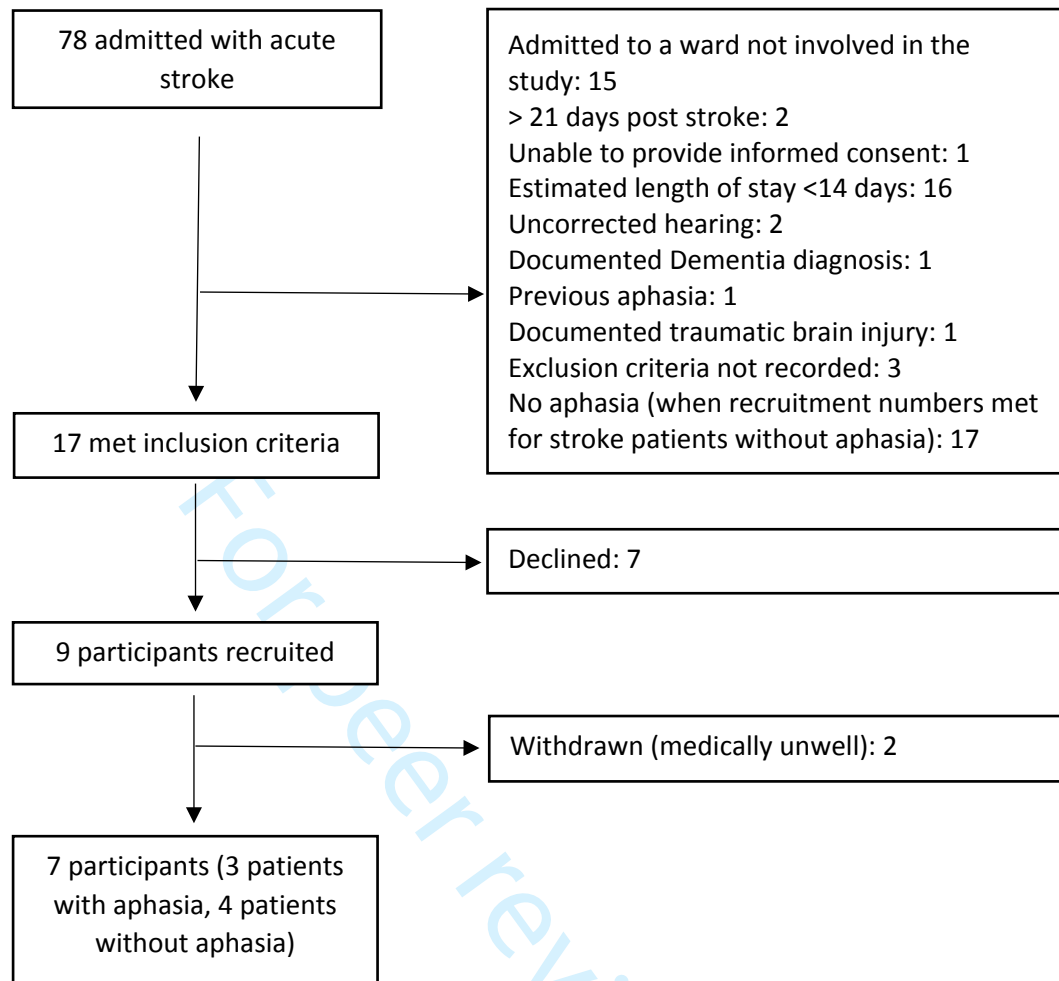 78 admitted with acute
stroke
Admitted to a ward not involved in the
study: 15
> 21 days post stroke: 2
Unable to provide informed consent: 1
Estimated length of stay <14 days: 16
Uncorrected hearing: 2
Documented Dementia diagnosis: 1
Previous aphasia: 1
Documented traumatic brain injury: 1
Exclusion criteria not recorded: 3
No aphasia (when recruitment numbers met
for stroke patients without aphasia): 17
17 met inclusion criteria
Declined: 7
9 participants recruited
Withdrawn (medically unwell): 2
7 participants (3 patients
with aphasia, 4 patients
without aphasia)
For peer revi